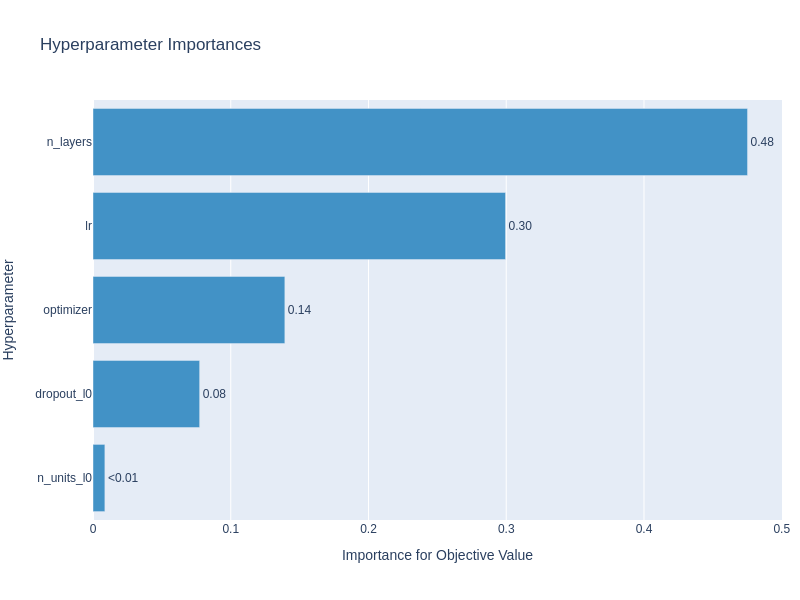 Hyperparameter Importances
n_layers
0.48
lr
0.30
optimizer
0.14
dropout_l0
0.08
n_units_l0
<0.01
0
0.1
0.2
0.3
0.4
0.5
Importance for Objective Value
Hyperparameter